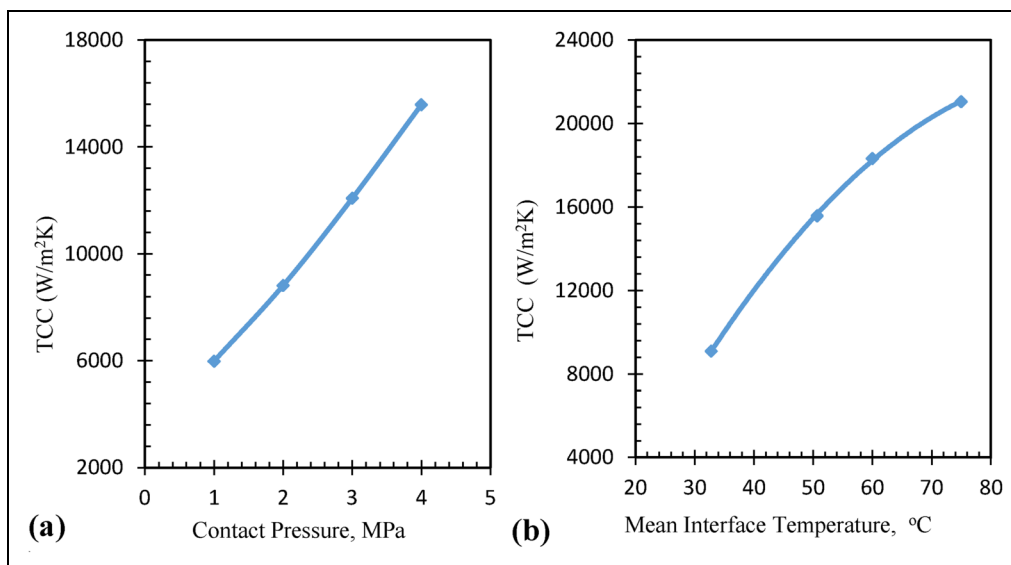 18000
14000
10000
6000
2000
TCC (W/m²K)
0 1 2 3 4 5
Contact Pressure, MPa
(a)
24000
20000
16000
12000
8000
4000
TCC (W/m²K)
20 30 40 50 60 70 80
Mean Interface Temperature, °C
(b)